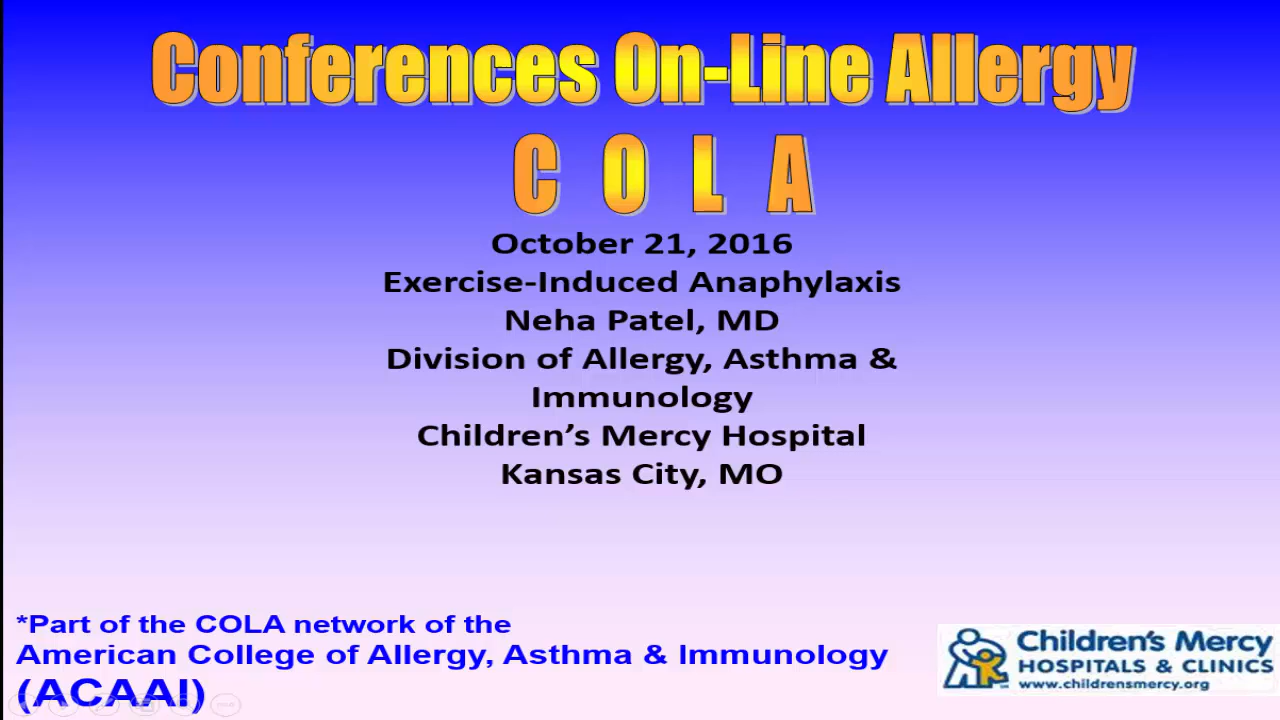 Conferences On-Line Allergy
C O L A
October 21, 2016
Exercise-Induced Anaphylaxis
Neha Patel, MD
Division of Allergy, Asthma &
Immunology
Children’s Mercy Hospital
Kansas City, MO
*Part of the COLA network of the
American College of Allergy, Asthma & Immunology
(ACAAI)
Children's Mercy
HOSPITALS & CLINICS
www.childrensmercy.org